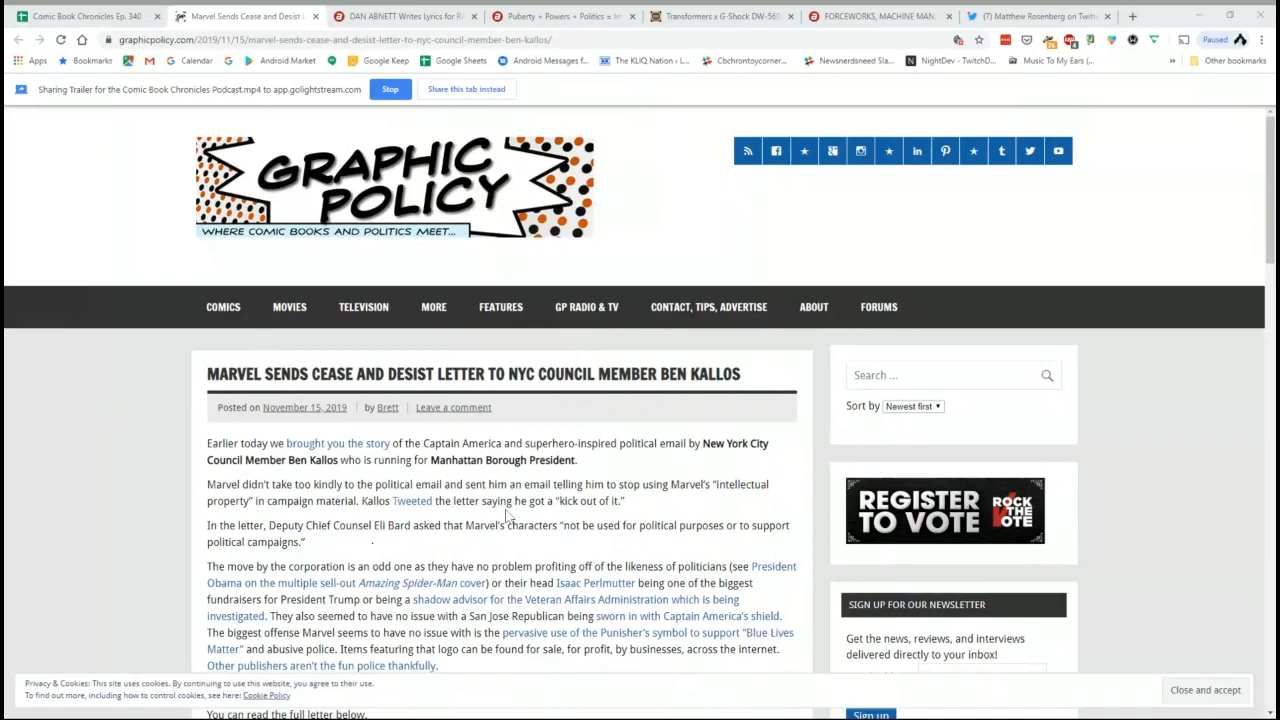 Comic Book Chronicles Ep. 340
Marvel Sends Cease and Desist L
DAN ABNETT Writes Lyrics for R
Puberty + Powers + Politics = Im
Transformers x G-Shock DW-560
FORCEWORKS, MACHINE MAN,
(7) Matthew Rosenberg on Twitt
graphicpolicy.com/2019/11/15/marvel-sends-cease-and-desist-letter-to-nyc-council-member-ben-kallos/
Paused
Apps
Bookmarks
Calendar
Android Market
Google Keep
Google Sheets
Android Messages f...
The KLIQ Nation › L...
Cbchrontoycorner...
Newsnerdsneed Sla...
NightDev - TwitchD...
Music To My Ears (...
»
Other bookmarks
Sharing Trailer for the Comic Book Chronicles Podcast.mp4 to app.golightstream.com
Stop
Share this tab instead
GRAPHIC
POLICY
WHERE COMIC BOOKS AND POLITICS MEET...
COMICS MOVIES TELEVISION MORE FEATURES GP RADIO & TV CONTACT, TIPS, ADVERTISE ABOUT FORUMS
MARVEL SENDS CEASE AND DESIST LETTER TO NYC COUNCIL MEMBER BEN KALLOS
Posted on November 15, 2019 | by Brett | Leave a comment
Earlier today we brought you the story of the Captain America and superhero-inspired political email by New York City
Council Member Ben Kallos who is running for Manhattan Borough President.
Marvel didn't take too kindly to the political email and sent him an email telling him to stop using Marvel's “intellectual
property” in campaign material. Kallos Tweeted the letter saying he got a “kick out of it.”
In the letter, Deputy Chief Counsel Eli Bard asked that Marvel's characters “not be used for political purposes or to support
political campaigns.”
The move by the corporation is an odd one as they have no problem profiting off of the likeness of politicians (see President
Obama on the multiple sell-out Amazing Spider-Man cover) or their head Isaac Perlmutter being one of the biggest
fundraisers for President Trump or being a shadow advisor for the Veteran Affairs Administration which is being
investigated. They also seemed to have no issue with a San Jose Republican being sworn in with Captain America's shield.
The biggest offense Marvel seems to have no issue with is the pervasive use of the Punisher's symbol to support “Blue Lives
Matter” and abusive police. Items featuring that logo can be found for sale, for profit, by businesses, across the internet.
Other publishers aren't the fun police thankfully.
You can read the full letter below.
Search ...
Sort by Newest first
REGISTER
TO VOTE
ROCK
THE
VOTE
SIGN UP FOR OUR NEWSLETTER
Get the news, reviews, and interviews
delivered directly to your inbox!
Sign up
Privacy & Cookies: This site uses cookies. By continuing to use this website, you agree to their use.
To find out more, including how to control cookies, see here: Cookie Policy
Close and accept